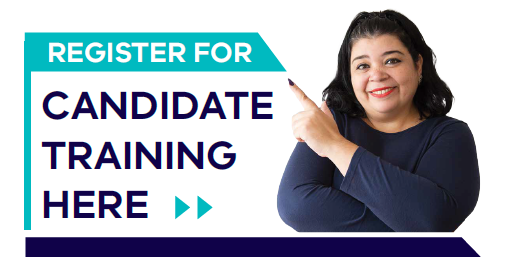 REGISTER FOR
CANDIDATE
TRAINING
HERE